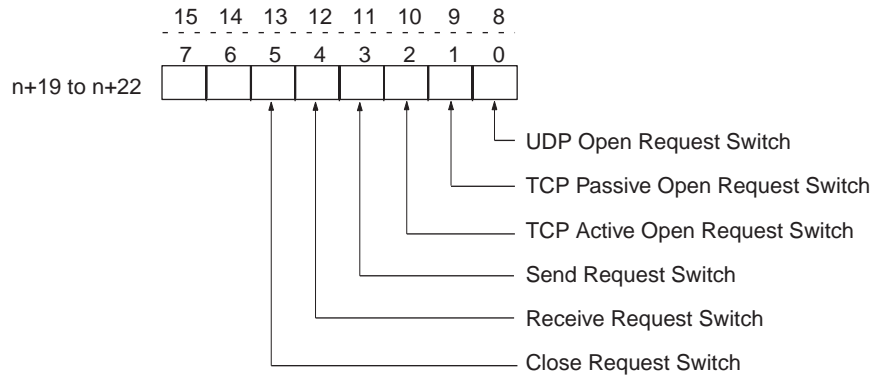 15 14 13 12 11 10 9 8
7 6 5 4 3 2 1 0
n+19 to n+22
UDP Open Request Switch
TCP Passive Open Request Switch
TCP Active Open Request Switch
Send Request Switch
Receive Request Switch
Close Request Switch